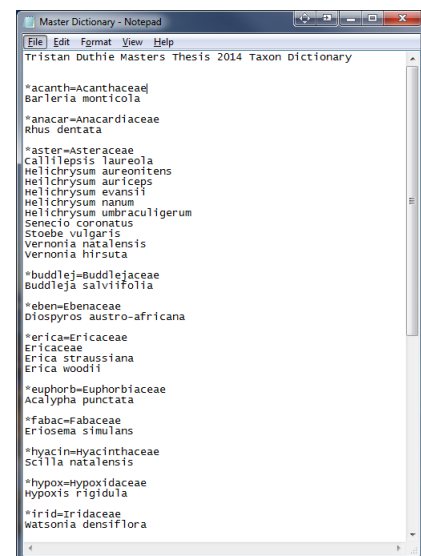 Master Dictionary - Notepad
File Edit Format View Help
Tristan Duthie Masters Thesis 2014 Taxon Dictionary
*acanth=Acanthaceae
Barleria monticola
*anacar=Anacardiaceae
Rhus dentata
*aster=Asteraceae
Callilepsis laureola
Helichrysum aureonitens
Heilchrysum auriceps
Helichrysum evansii
Helichrysum nanum
Helichrysum umbraculigerum
Senecio coronatus
Stoebe vulgaris
Vernonia natalensis
Vernonia hirsuta
*buddlej=Buddlejaceae
Buddleja salviifolia
*eben=Ebenaceae
Diospyros austro-africana
*erica=Ericaceae
Ericaceae
Erica straussiana
Erica woodii
*euphorb=Euphorbiaceae
Acalypha punctata
*fabac=Fabaceae
Eriosema simulans
*hyacin=Hyacinthaceae
Scilla natalensis
*hypox=Hypoxidaceae
Hypoxis rigidula
*irid=Iridaceae
Watsonia densiflora